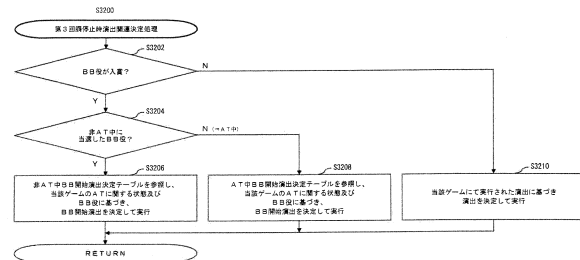 S3200
第3回胴停止時演出関連決定処理
S3202
BB役が入賞?
N
Y
S3204
非AT中に
当選したBB役?
N (=AT中)
Y
S3206
非AT中BB開始演出決定テーブルを参照し、
当該ゲームのATに関する状態及び
BB役に基づき、
BB開始演出を決定して実行
S3208
AT中BB開始演出決定テーブルを参照し、
当該ゲームのATに関する状態及び
BB役に基づき、
BB開始演出を決定して実行
S3210
当該ゲームにて実行された演出に基づき
演出を決定して実行
RETURN